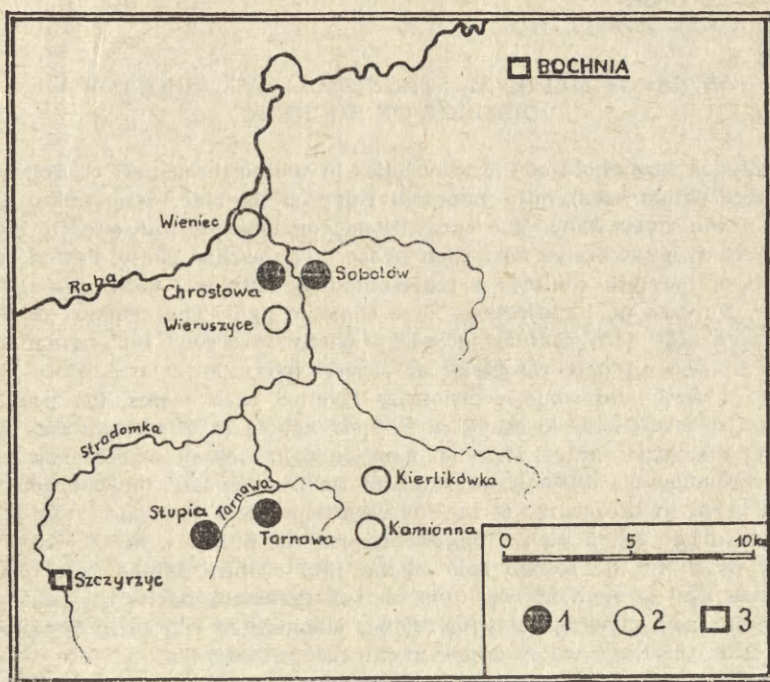 BOCHNIA
Wieniec
Raba
Sobolów
Chrostowa
Wieruszyce
Stradomka
Kierlikówka
Tarnawa
Słupia
Tarnawa
Kamionna
Szczyrzyc
0 5 10 km
1 2 3